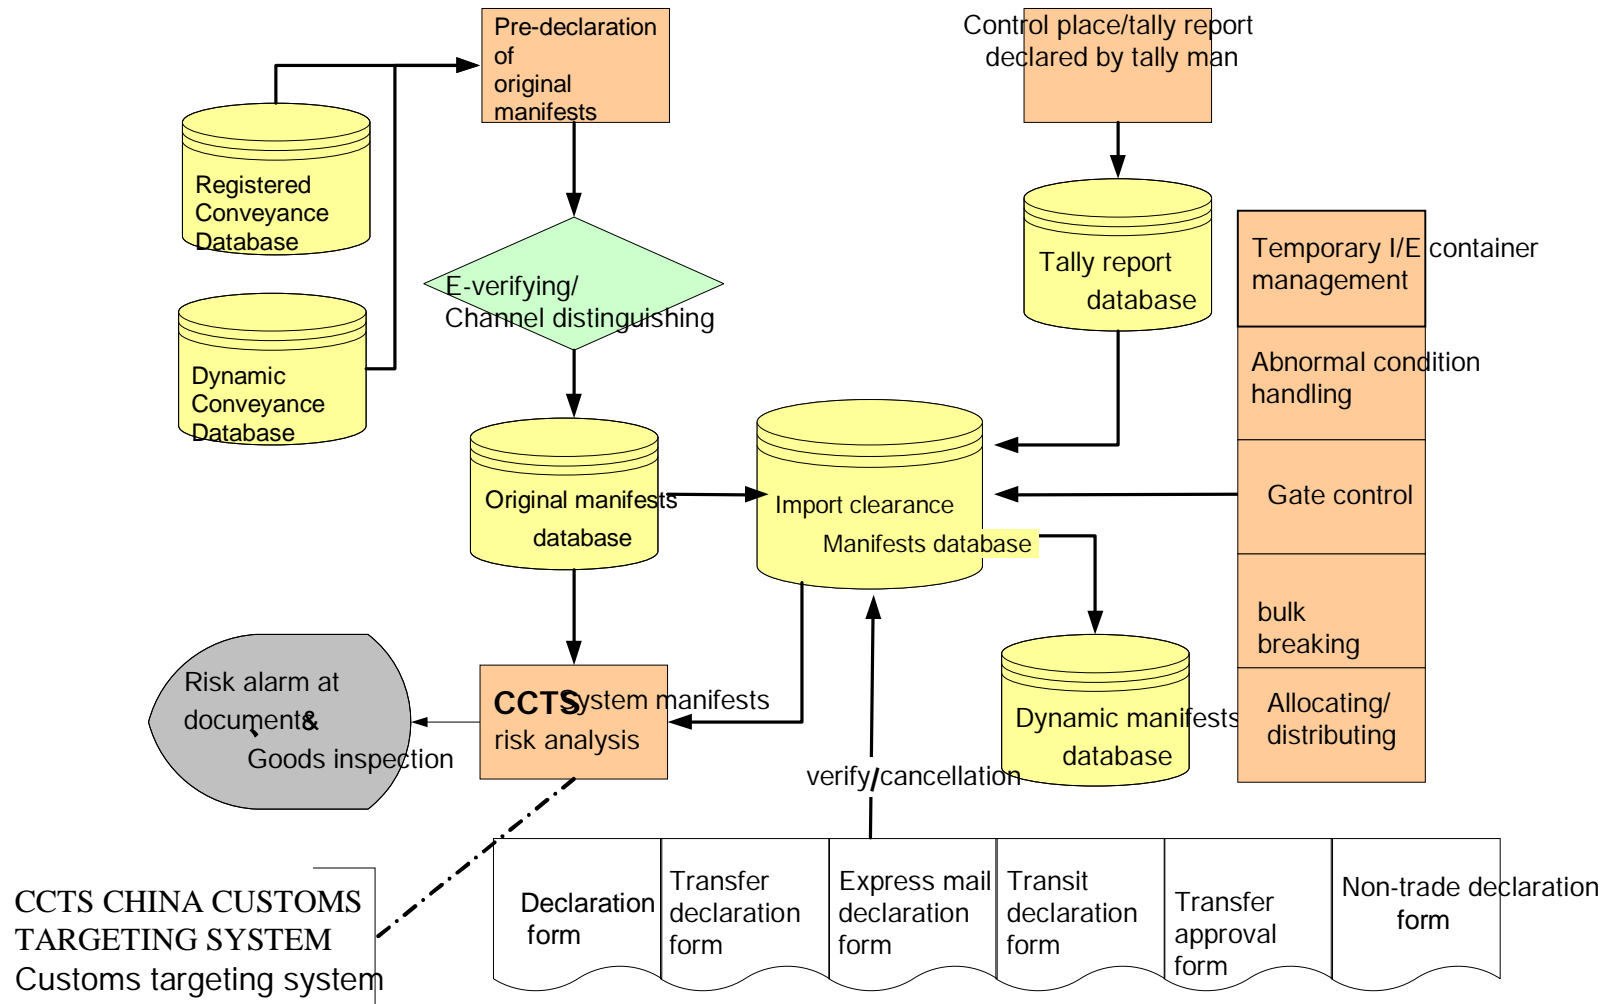 Pre-declaration
of
original
manifests
Control place/tally report
declared by tally man
Registered
Conveyance
Database
Tally report
database
Temporary I/E container
management
E-verifying/
Channel distinguishing
Dynamic
Conveyance
Database
Abnormal condition
handling
Original manifests
database
Import clearance
Manifests database
Gate control
bulk
breaking
Risk alarm at
document&
、
Goods inspection
CCTS
System manifests
risk analysis
Dynamic manifests
database
Allocating/
distributing
verify/cancellation
CCTS CHINA CUSTOMS
TARGETING SYSTEM
Customs targeting system
Declaration
form
Transfer
declaration
form
Express mail
declaration
form
Transit
declaration
form
Transfer
approval
form
Non-trade declaration
form